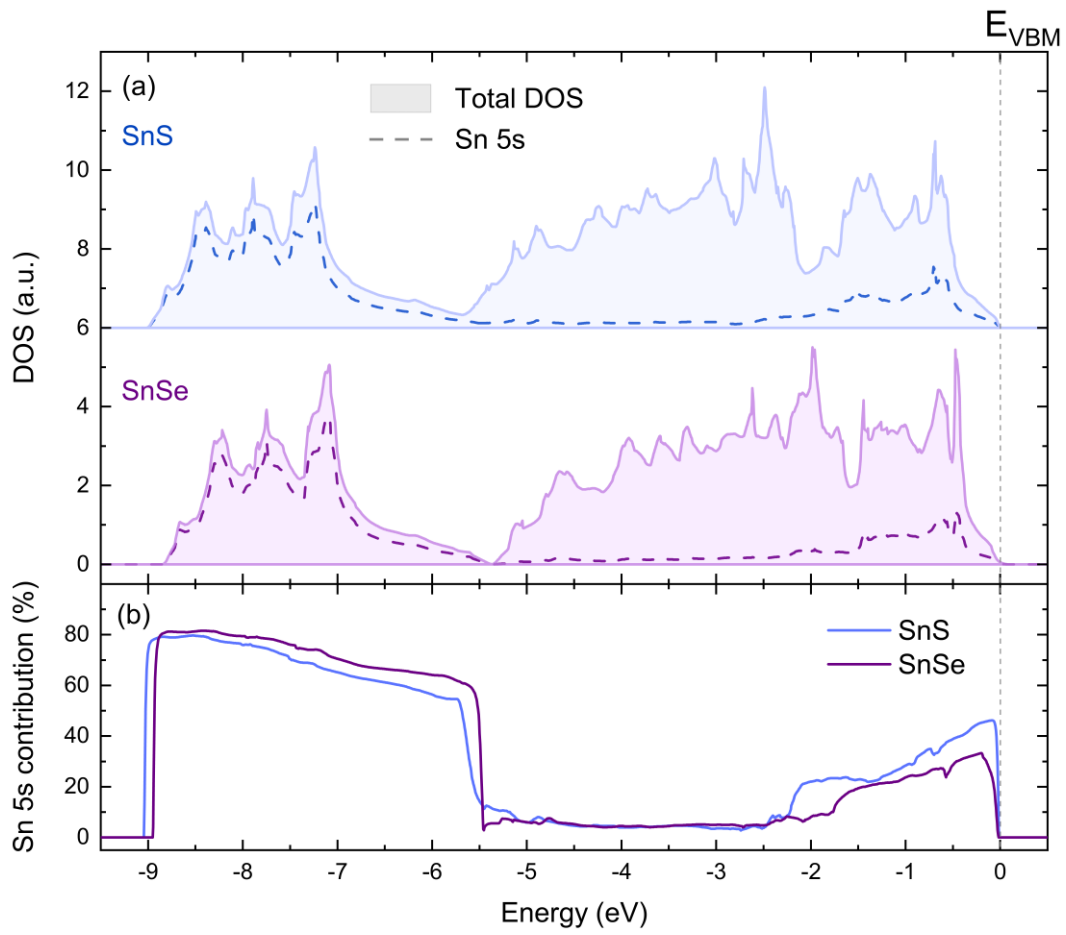 E_VBM
(a)
Total DOS
SnS
Sn 5s
12
10
8
6
4
2
0
DOS (a.u.)
SnSe
(b)
SnS
SnSe
80
60
40
20
0
Sn 5s contribution (%)
-9 -8 -7 -6 -5 -4 -3 -2 -1 0
Energy (eV)